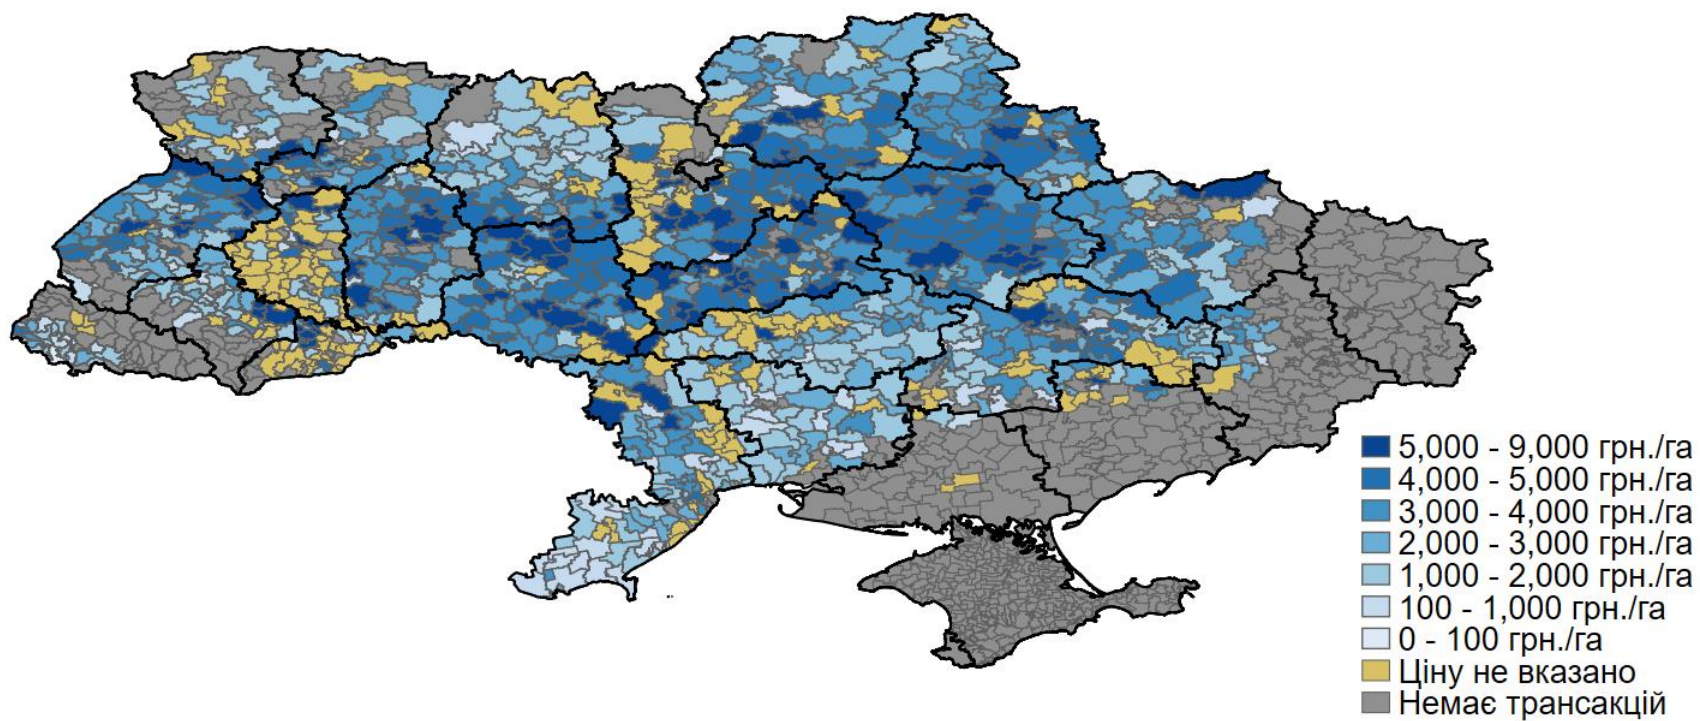 5,000 - 9,000 грн./га
4,000 - 5,000 грн./га
3,000 - 4,000 грн./га
2,000 - 3,000 грн./га
1,000 - 2,000 грн./га
100 - 1,000 грн./га
0 - 100 грн./га
Ціну не вказано
Немає трансакцій